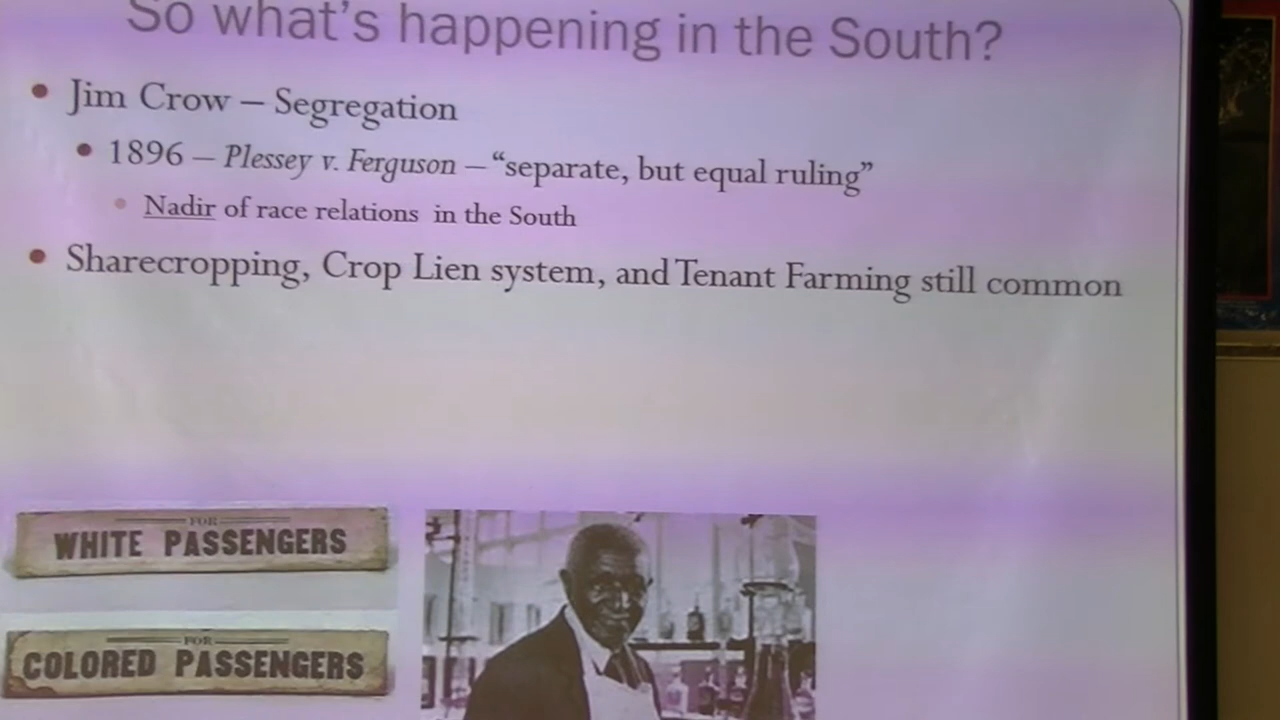 So what's happening in the South?
Jim Crow – Segregation
1896 – Plessey v. Ferguson – “separate, but equal ruling”
Nadir of race relations in the South
Sharecropping, Crop Lien system, and Tenant Farming still common
FOR
WHITE PASSENGERS
FOR
COLORED PASSENGERS